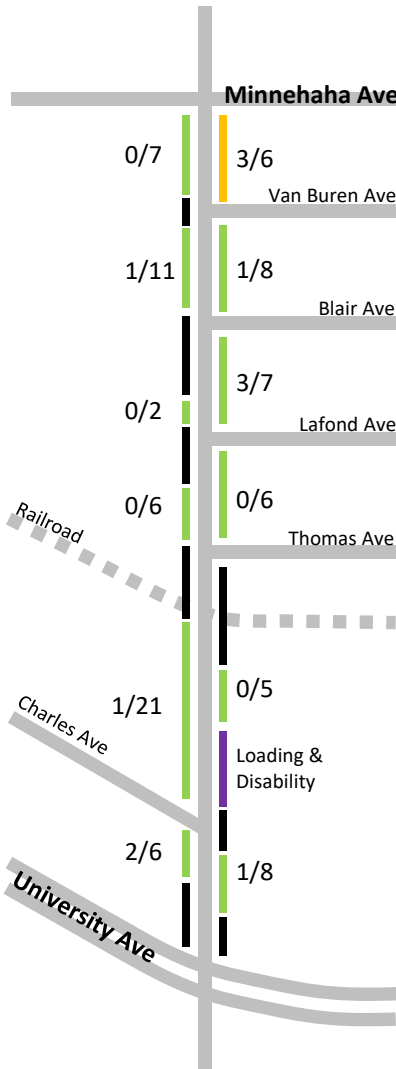 Minnehaha Ave
0/7
3/6
Van Buren Ave
1/11
1/8
Blair Ave
3/7
0/2
Lafond Ave
0/6
0/6
Railroad
Thomas Ave
0/5
1/21
Charles Ave
Loading &
Disability
2/6
1/8
University Ave